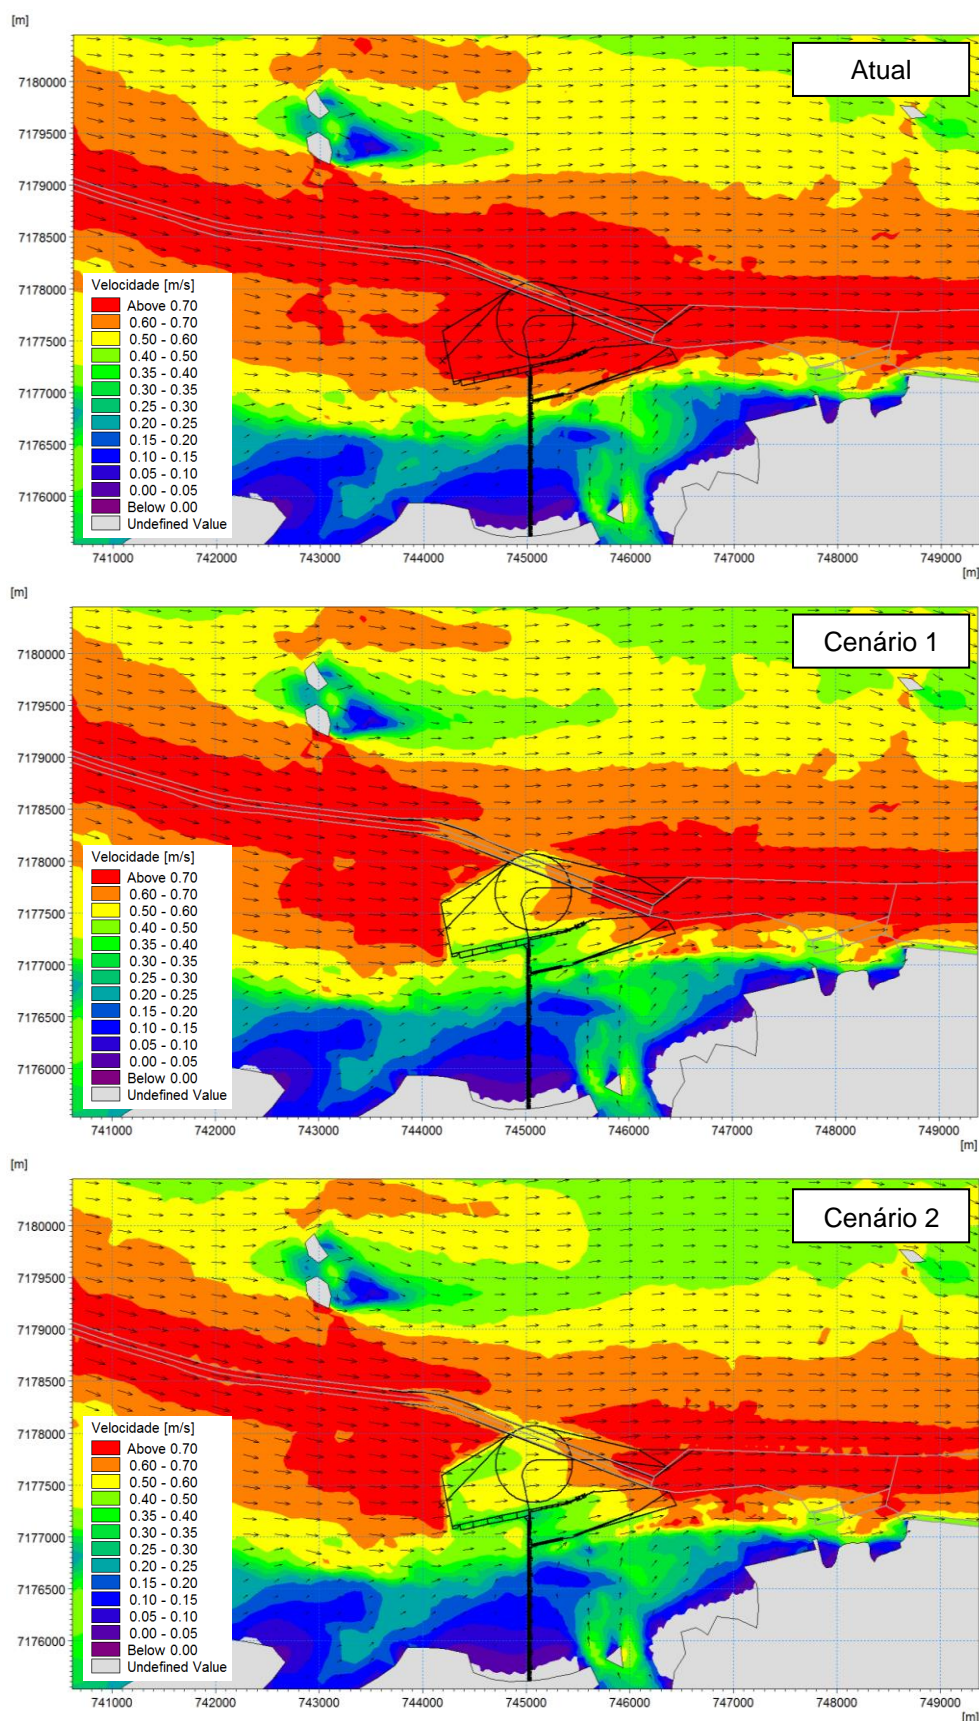 [m]
Atual
7180000
7179500
7179000
7178500
7178000
7177500
7177000
7176500
7176000
Velocidade [m/s]
Above 0.70
0.60 - 0.70
0.50 - 0.60
0.40 - 0.50
0.35 - 0.40
0.30 - 0.35
0.25 - 0.30
0.20 - 0.25
0.15 - 0.20
0.10 - 0.15
0.05 - 0.10
0.00 - 0.05
Below 0.00
Undefined Value
741000 742000 743000 744000 745000 746000 747000 748000 749000
[m]
[m]
Cenário 1
7180000
7179500
7179000
7178500
7178000
7177500
7177000
7176500
7176000
Velocidade [m/s]
Above 0.70
0.60 - 0.70
0.50 - 0.60
0.40 - 0.50
0.35 - 0.40
0.30 - 0.35
0.25 - 0.30
0.20 - 0.25
0.15 - 0.20
0.10 - 0.15
0.05 - 0.10
0.00 - 0.05
Below 0.00
Undefined Value
741000 742000 743000 744000 745000 746000 747000 748000 749000
[m]
[m]
Cenário 2
7180000
7179500
7179000
7178500
7178000
7177500
7177000
7176500
7176000
Velocidade [m/s]
Above 0.70
0.60 - 0.70
0.50 - 0.60
0.40 - 0.50
0.35 - 0.40
0.30 - 0.35
0.25 - 0.30
0.20 - 0.25
0.15 - 0.20
0.10 - 0.15
0.05 - 0.10
0.00 - 0.05
Below 0.00
Undefined Value
741000 742000 743000 744000 745000 746000 747000 748000 749000
[m]